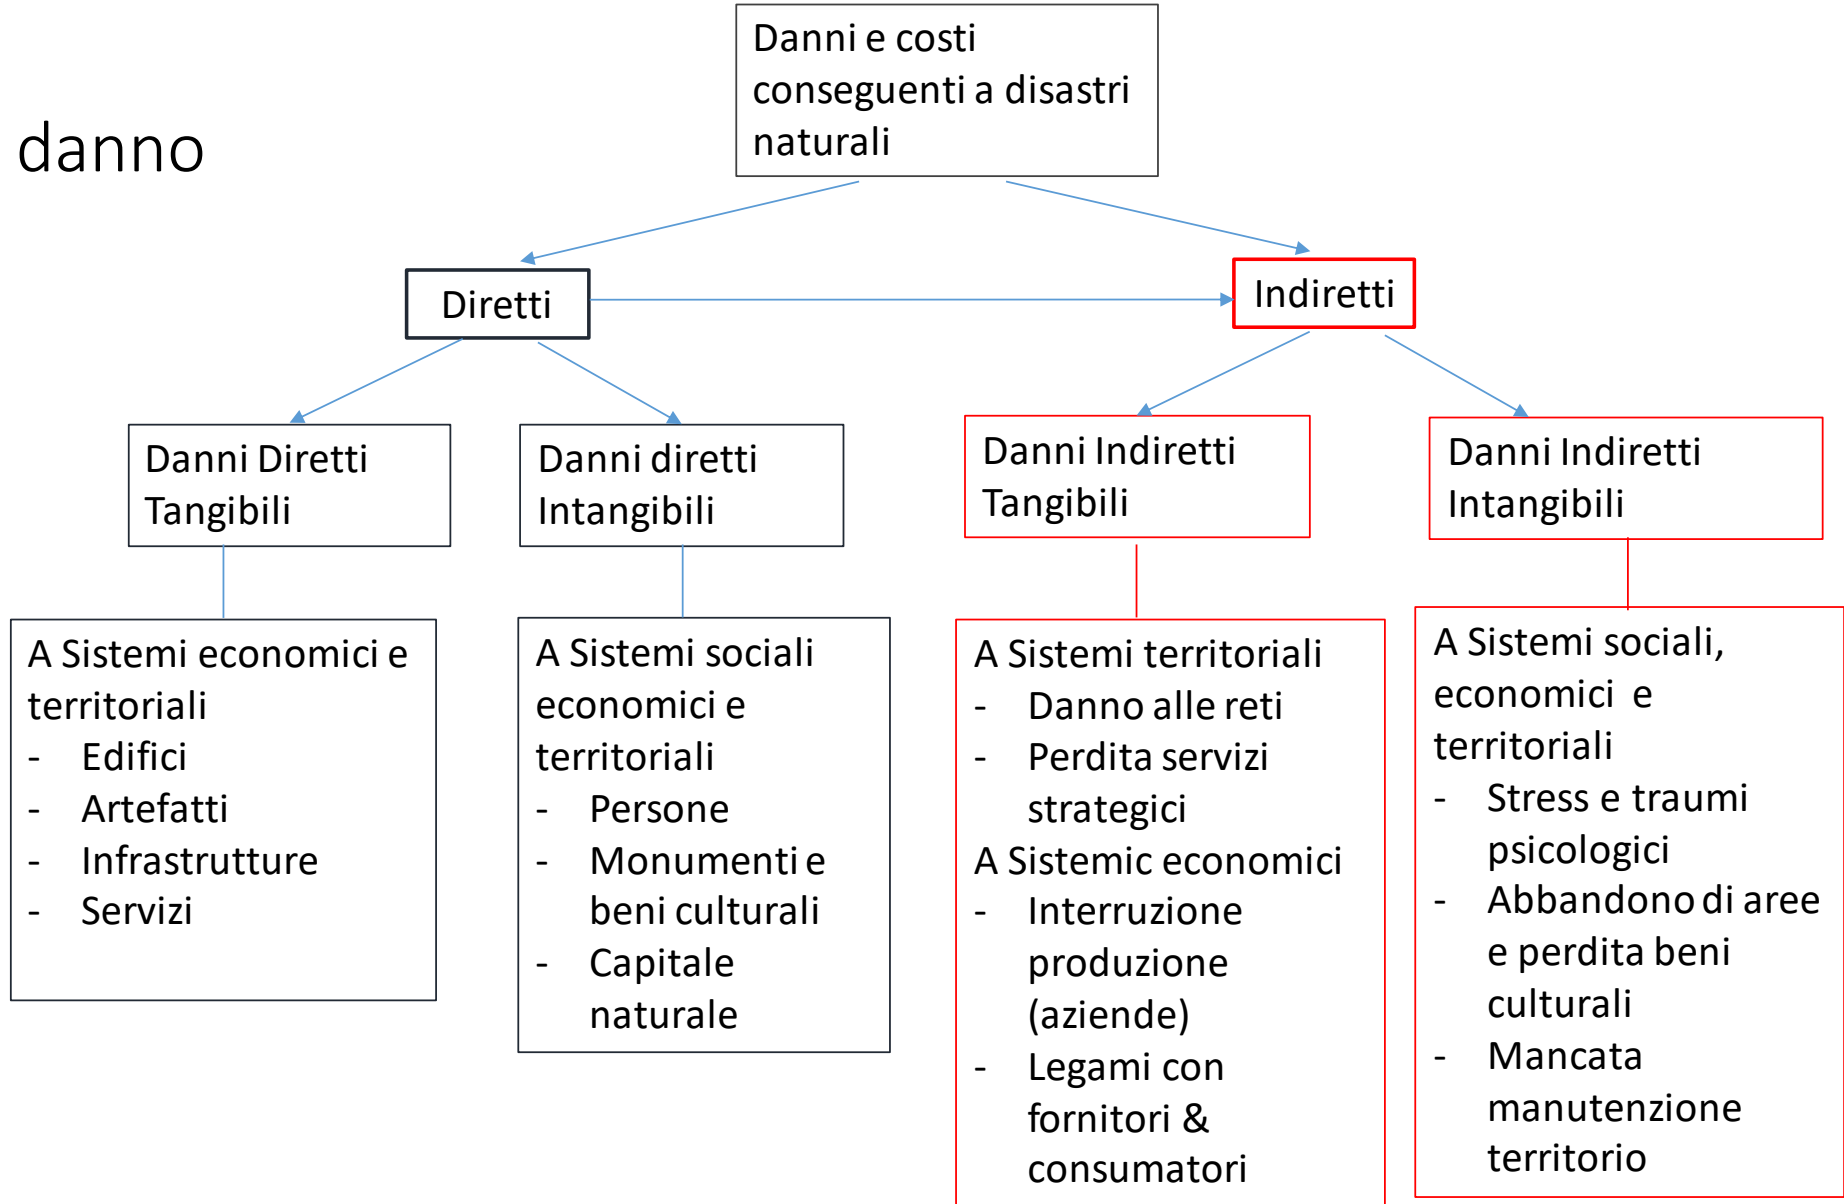 danno
Danni e costi
conseguenti a disastri
naturali
Diretti
Indiretti
Danni Diretti
Tangibili
Danni diretti
Intangibili
Danni Indiretti
Tangibili
Danni Indiretti
Intangibili
A Sistemi economici e
territoriali
- Edifici
- Artefatti
- Infrastrutture
- Servizi
A Sistemi sociali
economici e
territoriali
- Persone
- Monumenti e
beni culturali
- Capitale
naturale
A Sistemi territoriali
- Danno alle reti
- Perdita servizi
strategici
A Sistemic economici
- Interruzione
produzione
(aziende)
- Legami con
fornitori &
consumatori
A Sistemi sociali,
economici e
territoriali
- Stress e traumi
psicologici
- Abbandono di aree
e perdita beni
culturali
- Mancata
manutenzione
territorio